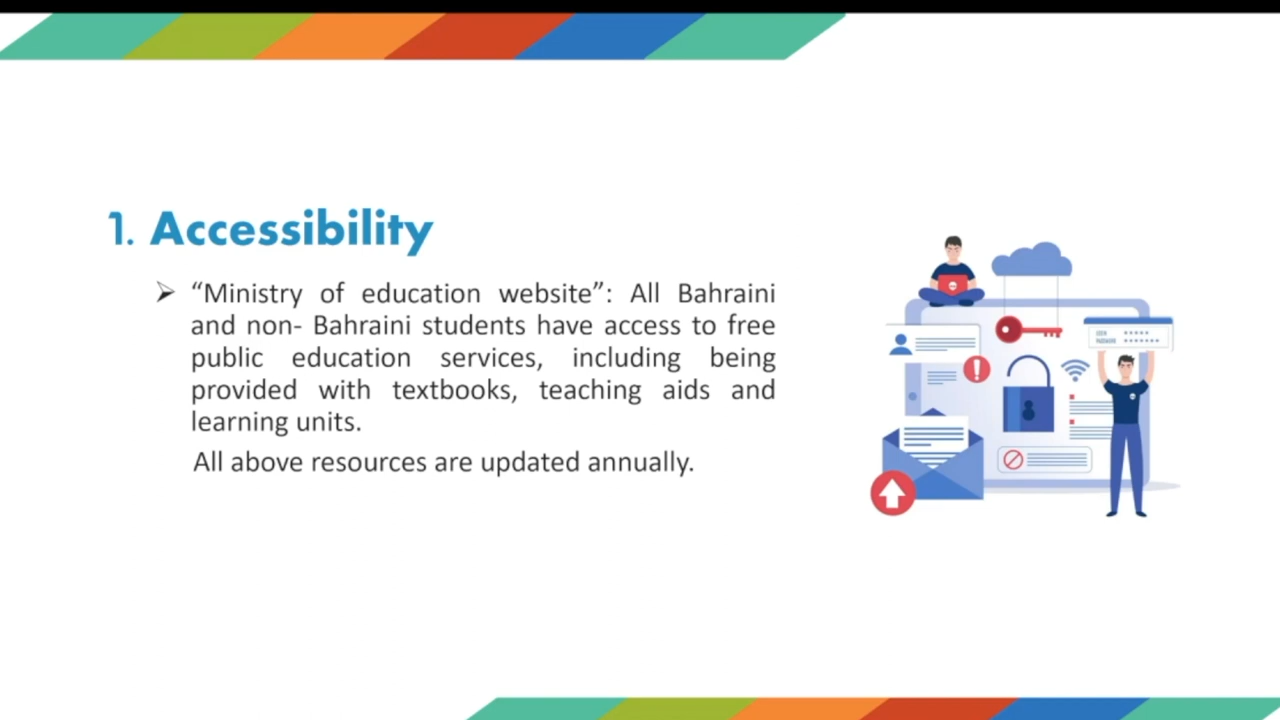 1. Accessibility
➢ “Ministry of education website”: All Bahraini
and non- Bahraini students have access to free
public education services, including being
provided with textbooks, teaching aids and
learning units.
All above resources are updated annually.